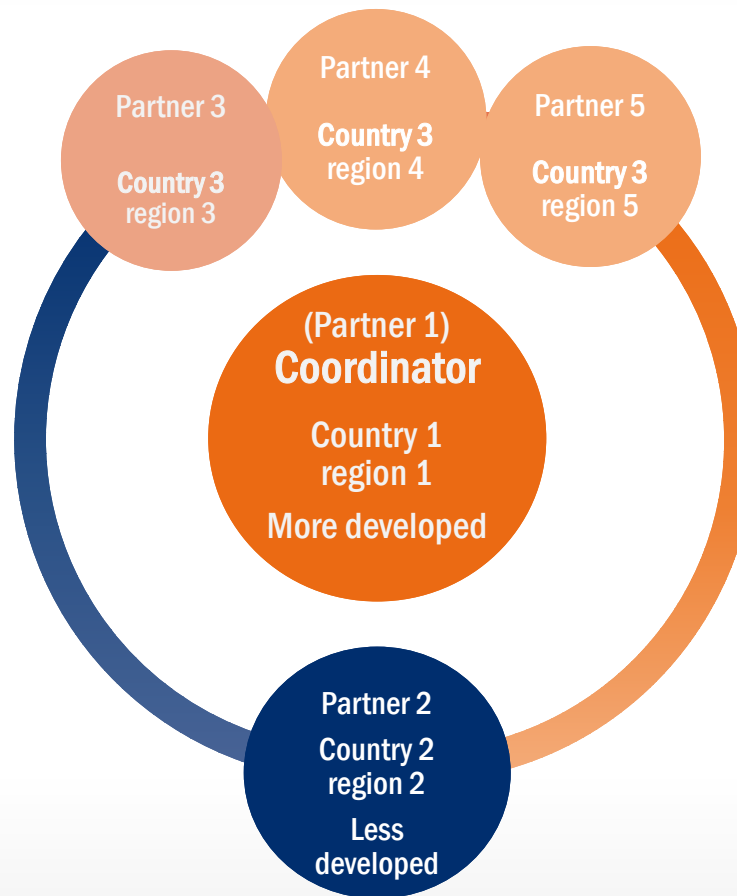 Partner 3
Country 3
region 3
Partner 4
Country 3
region 4
Partner 5
Country 3
region 5
(Partner 1)
Coordinator
Country 1
region 1
More developed
Partner 2
Country 2
region 2
Less
developed